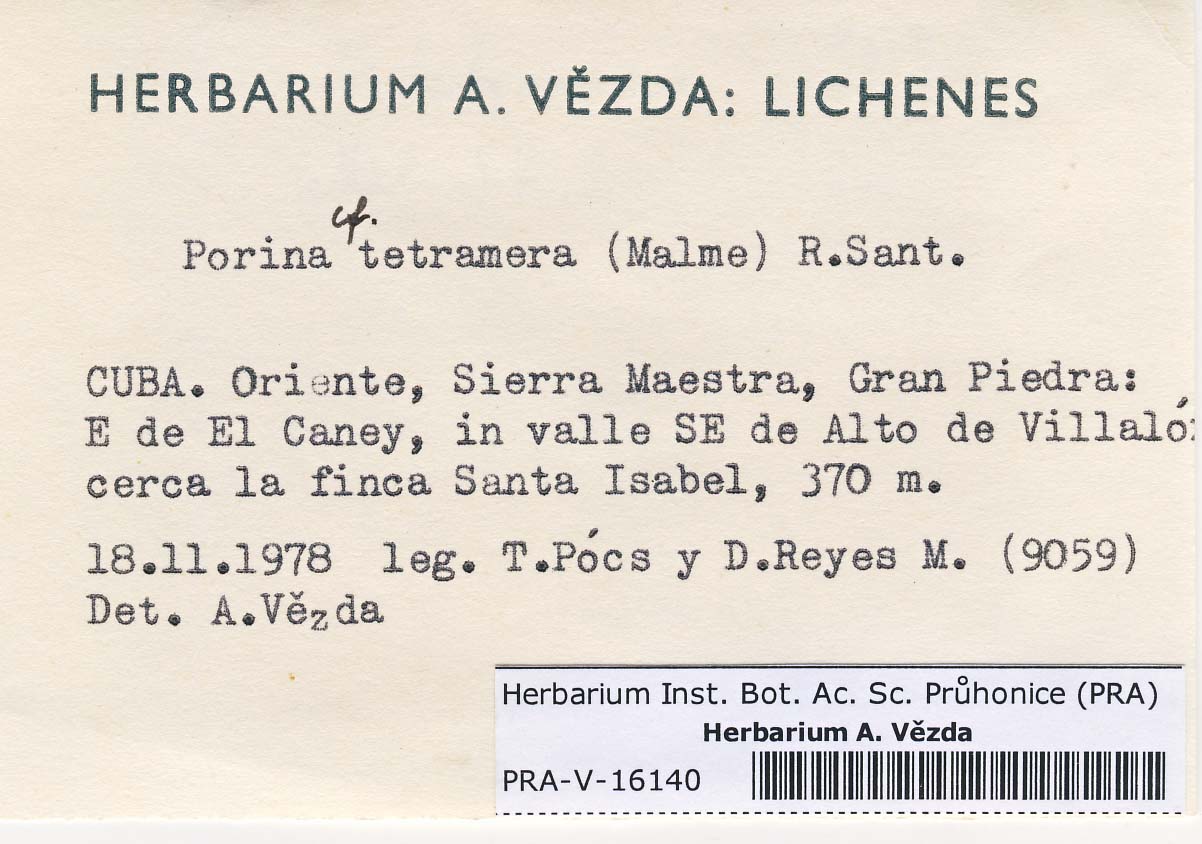 HERBARIUM A. VĚZDA: LICHENES
cf.
Porina tetramera (Malme) R.Sant.
CUBA. Oriente, Sierra Maestra, Gran Piedra:
E de El Caney, in valle SE de Alto de Villaló
cerca la finca Santa Isabel, 370 m.
18.11.1978 leg. T.Pócs y D.Reyes M. (9059)
Det. A.Vězda
Herbarium Inst. Bot. Ac. Sc. Průhonice (PRA)
Herbarium A. Vězda
PRA-V-16140